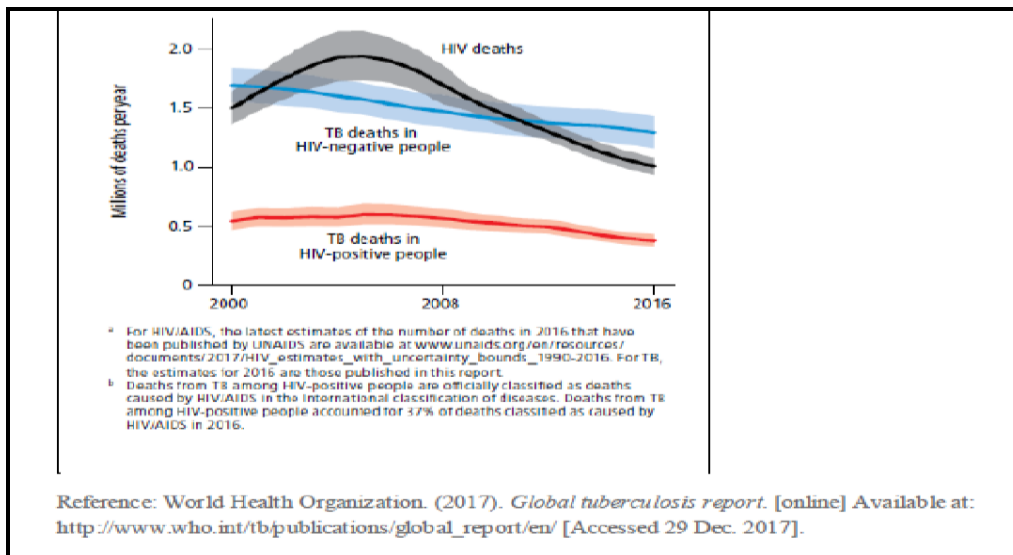 2.0
HIV deaths
1.5
TB deaths in
HIV-negative people
1.0
Millions of deaths per year
0.5
TB deaths in
HIV-positive people
0
2000
2008
2016
a For HIV/AIDS, the latest estimates of the number of deaths in 2016 that have
been published by UNAIDS are available at www.unaids.org/en/resources/
documents/2017/HIV_estimates_with_uncertainty_bounds_1990-2016. For TB,
the estimates for 2016 are those published in this report.
b Deaths from TB among HIV-positive people are officially classified as deaths
caused by HIV/AIDS in the International classification of diseases. Deaths from TB
among HIV-positive people accounted for 37% of deaths classified as caused by
HIV/AIDS in 2016.
Reference: World Health Organization. (2017). Global tuberculosis report. [online] Available at:
http://www.who.int/tb/publications/global_report/en/ [Accessed 29 Dec. 2017].